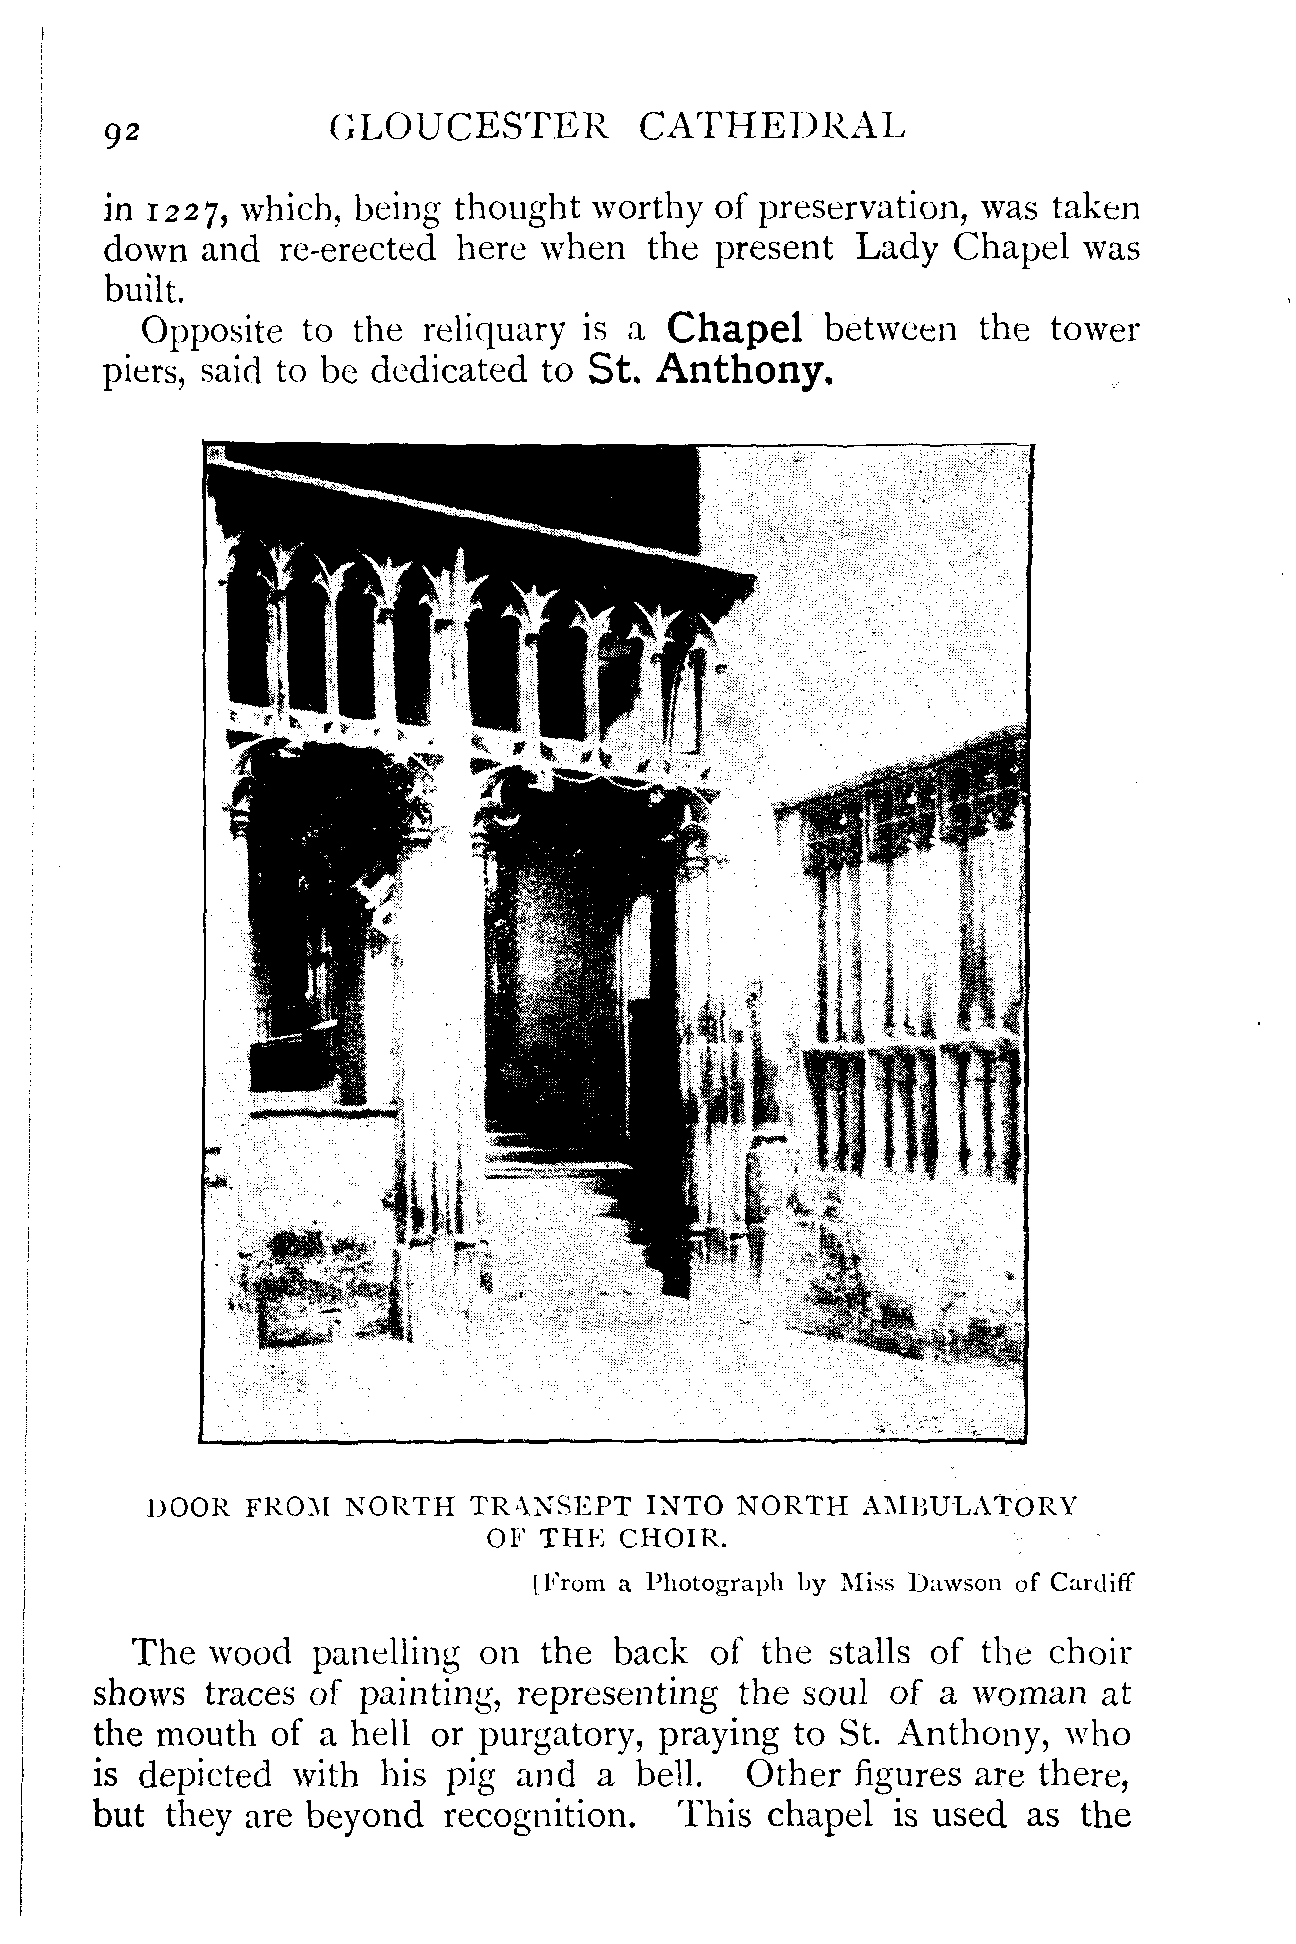 92 GLOUCESTER CATHEDRAL
in 1227, which, being thought worthy of preservation, was taken
down and re-erected here when the present Lady Chapel was
built.
Opposite to the reliquary is a Chapel between the tower
piers, said to be dedicated to St. Anthony.
DOOR FROM NORTH TRANSEPT INTO NORTH AMBULATORY
OF THE CHOIR.
[From a Photograph by Miss Dawson of Cardiff
The wood panelling on the back of the stalls of the choir
shows traces of painting, representing the soul of a woman at
the mouth of a hell or purgatory, praying to St. Anthony, who
is depicted with his pig and a bell. Other figures are there,
but they are beyond recognition. This chapel is used as the